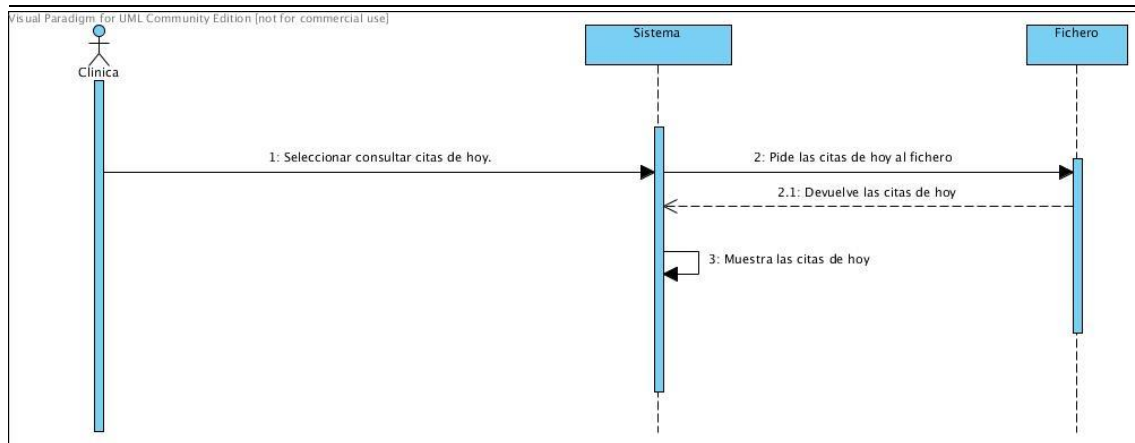 Visual Paradigm for UML Community Edition [not for commercial use]
Sistema
Fichero
Clinica
1: Seleccionar consultar citas de hoy.
2: Pide las citas de hoy al fichero
2.1: Devuelve las citas de hoy
3: Muestra las citas de hoy